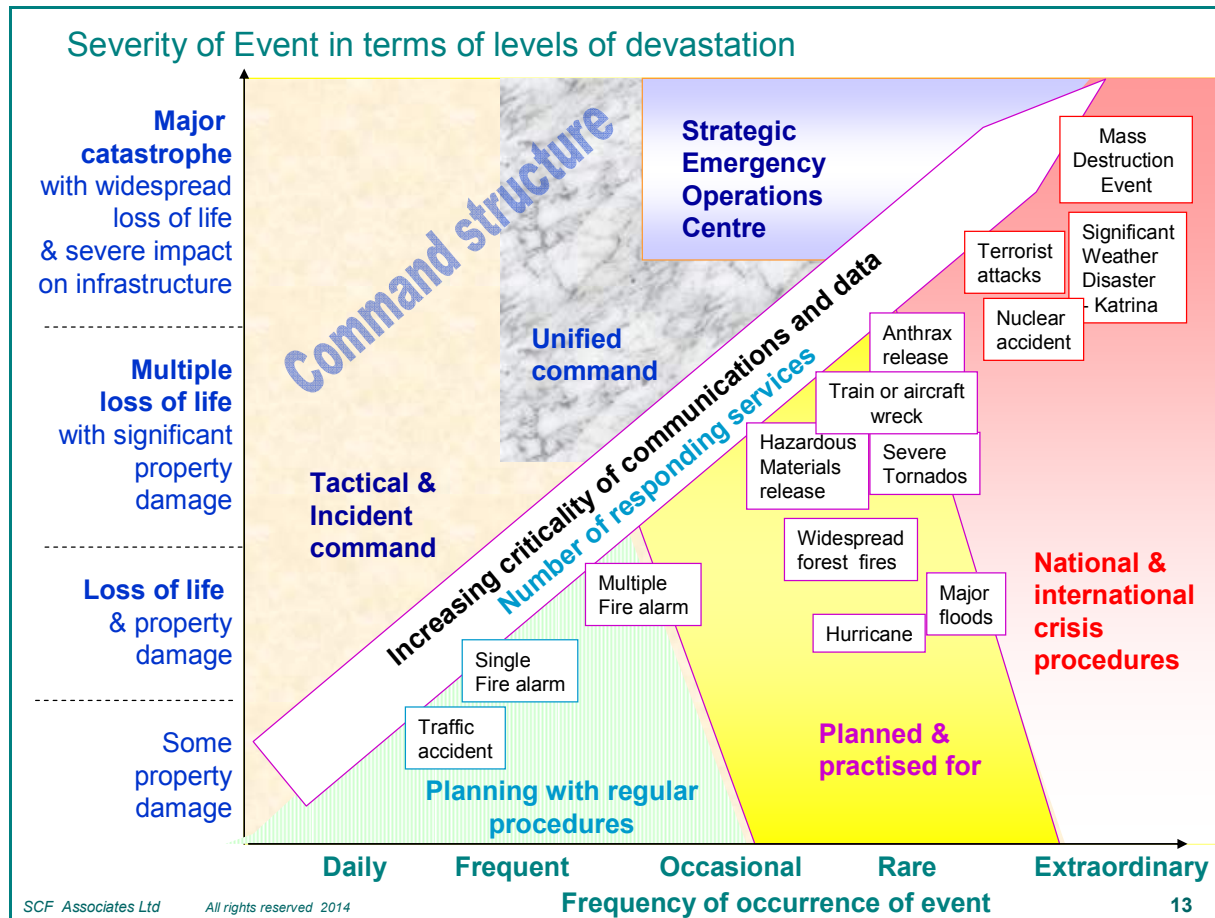 Severity of Event in terms of levels of devastation
Major
catastrophe
with widespread
loss of life
& severe impact
on infrastructure
Multiple
loss of life
with significant
property
damage
Loss of life
& property
damage
Some
property
damage
Command structure
Strategic
Emergency
Operations
Centre
Unified
command
Tactical &
Incident
command
Increasing criticality of communications and data
Number of responding services
Mass
Destruction
Event
Terrorist
attacks
Significant
Weather
Disaster
- Katrina
Nuclear
accident
Anthrax
release
Train or aircraft
wreck
Hazardous
Materials
release
Severe
Tornados
Widespread
forest fires
Major
floods
Hurricane
Multiple
Fire alarm
Single
Fire alarm
Traffic
accident
National &
international
crisis
procedures
Planned &
practised for
Planning with regular
procedures
Daily Frequent Occasional Rare Extraordinary
Frequency of occurrence of event
SCF Associates Ltd All rights reserved 2014
13